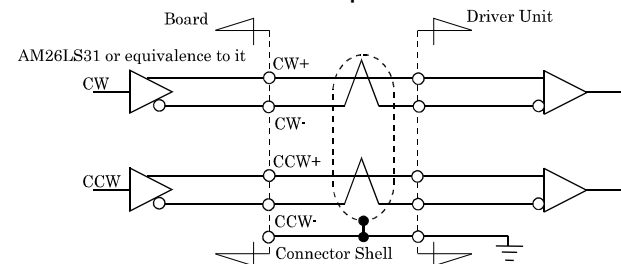 Board
Driver Unit
AM26LS31 or equivalence to it
CW+
CW
CW-
CCW+
CCW
CCW-
Connector Shell